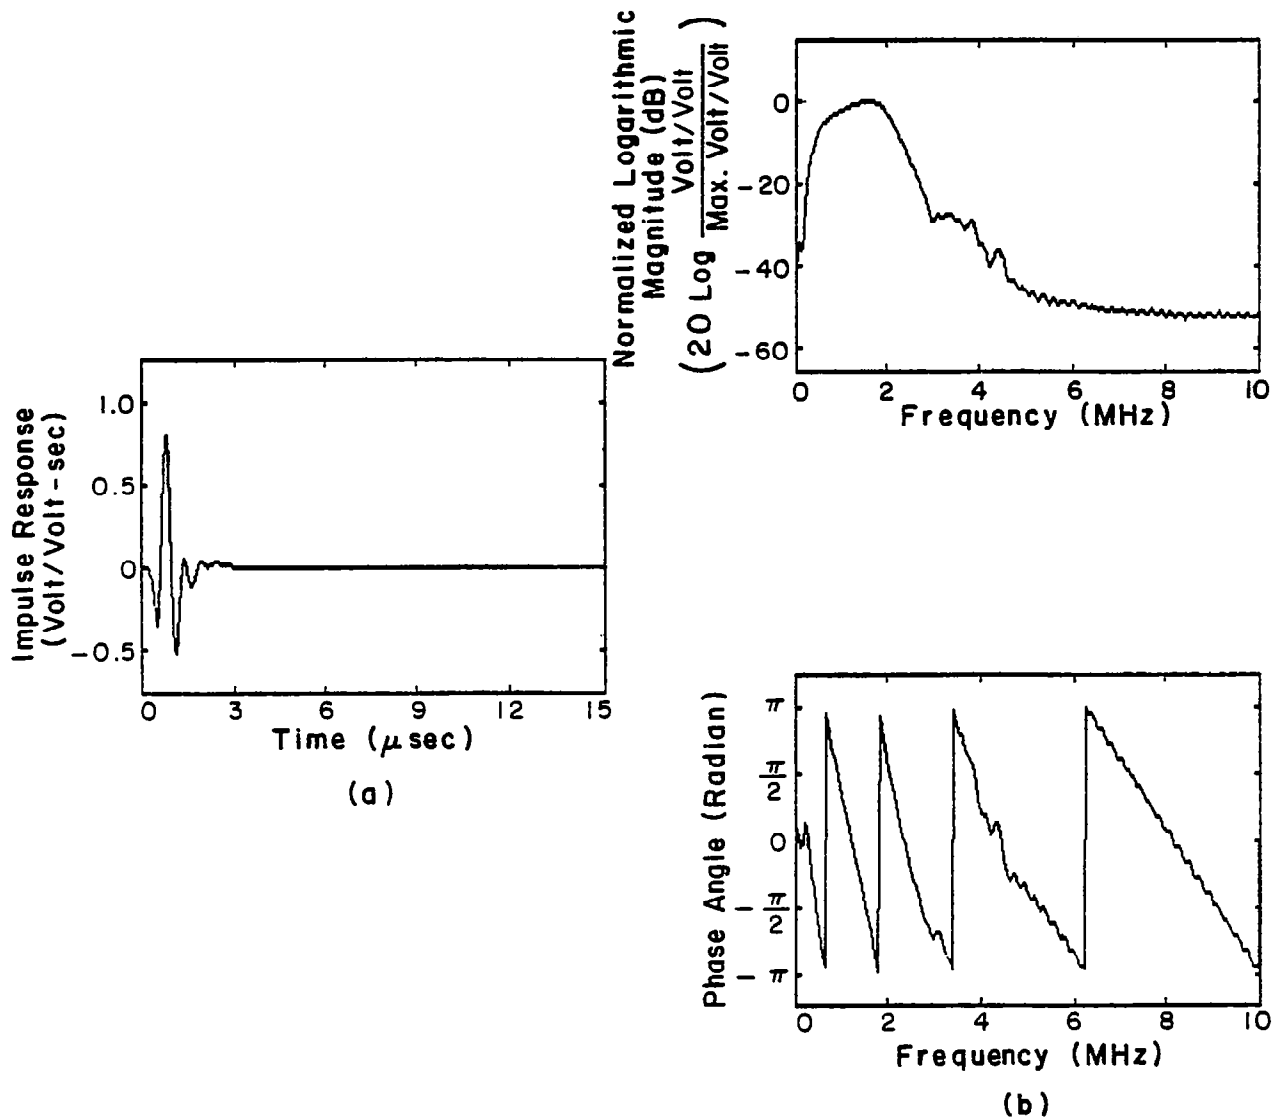 Normalized Logarithmic
Magnitude (dB)
(20 Log Volt/Volt
Max. Volt/Volt)
0
-20
-40
-60
0 2 4 6 8 10
Frequency (MHz)
Impulse Response
(Volt/Volt-sec)
1.0
0.5
0
-0.5
0 3 6 9 12 15
Time (μsec)
(a)
Phase Angle (Radian)
π
π/2
0
-π/2
-π
0 2 4 6 8 10
Frequency (MHz)
(b)